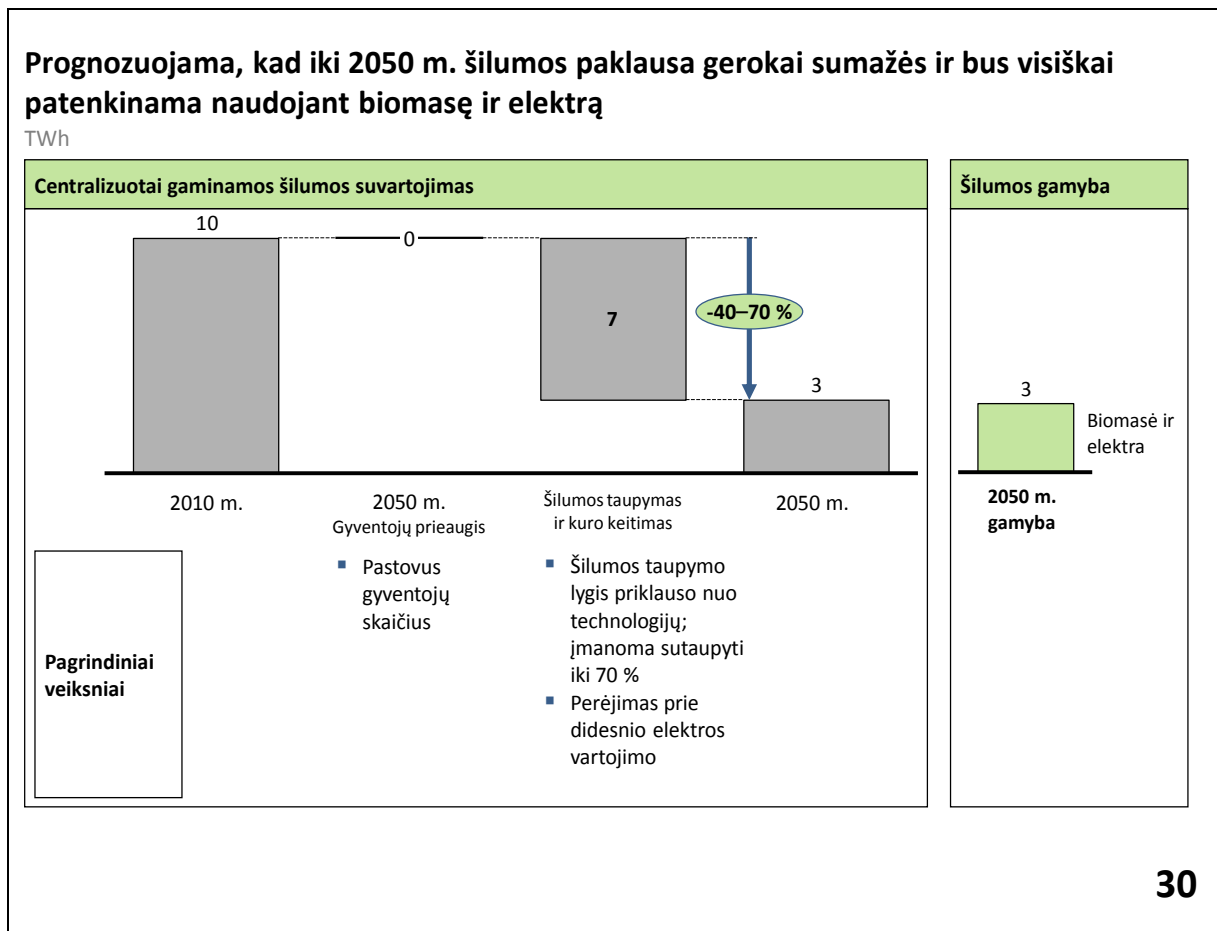 Prognozuojama, kad iki 2050 m. šilumos paklausa gerokai sumažės ir bus visiškai
patenkinama naudojant biomasę ir elektrą
TWh
Centralizuotai gaminamos šilumos suvartojimas
10
0
7
-40–70 %
3
2010 m.
2050 m.
Gyventojų prieaugis
Šilumos taupymas
ir kuro keitimas
2050 m.
Pagrindiniai
veiksniai
▪ Pastovus
gyventojų
skaičius
▪ Šilumos taupymo
lygis priklauso nuo
technologijų;
įmanoma sutaupyti
iki 70 %
▪ Perėjimas prie
didesnio elektros
vartojimo
Šilumos gamyba
3
Biomasė ir
elektra
2050 m.
gamyba
30